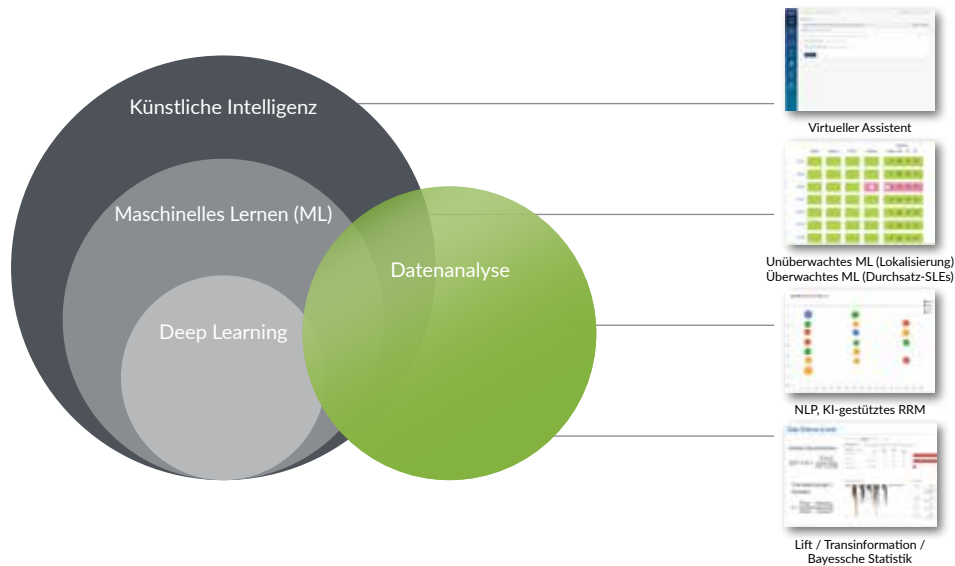 Künstliche Intelligenz
Maschinelles Lernen (ML)
Deep Learning
Datenanalyse
Virtueller Assistent
Unüberwachtes ML (Lokalisierung)
Überwachtes ML (Durchsatz-SLEs)
NLP, KI-gestütztes RRM
Lift / Transinformation /
Bayessche Statistik